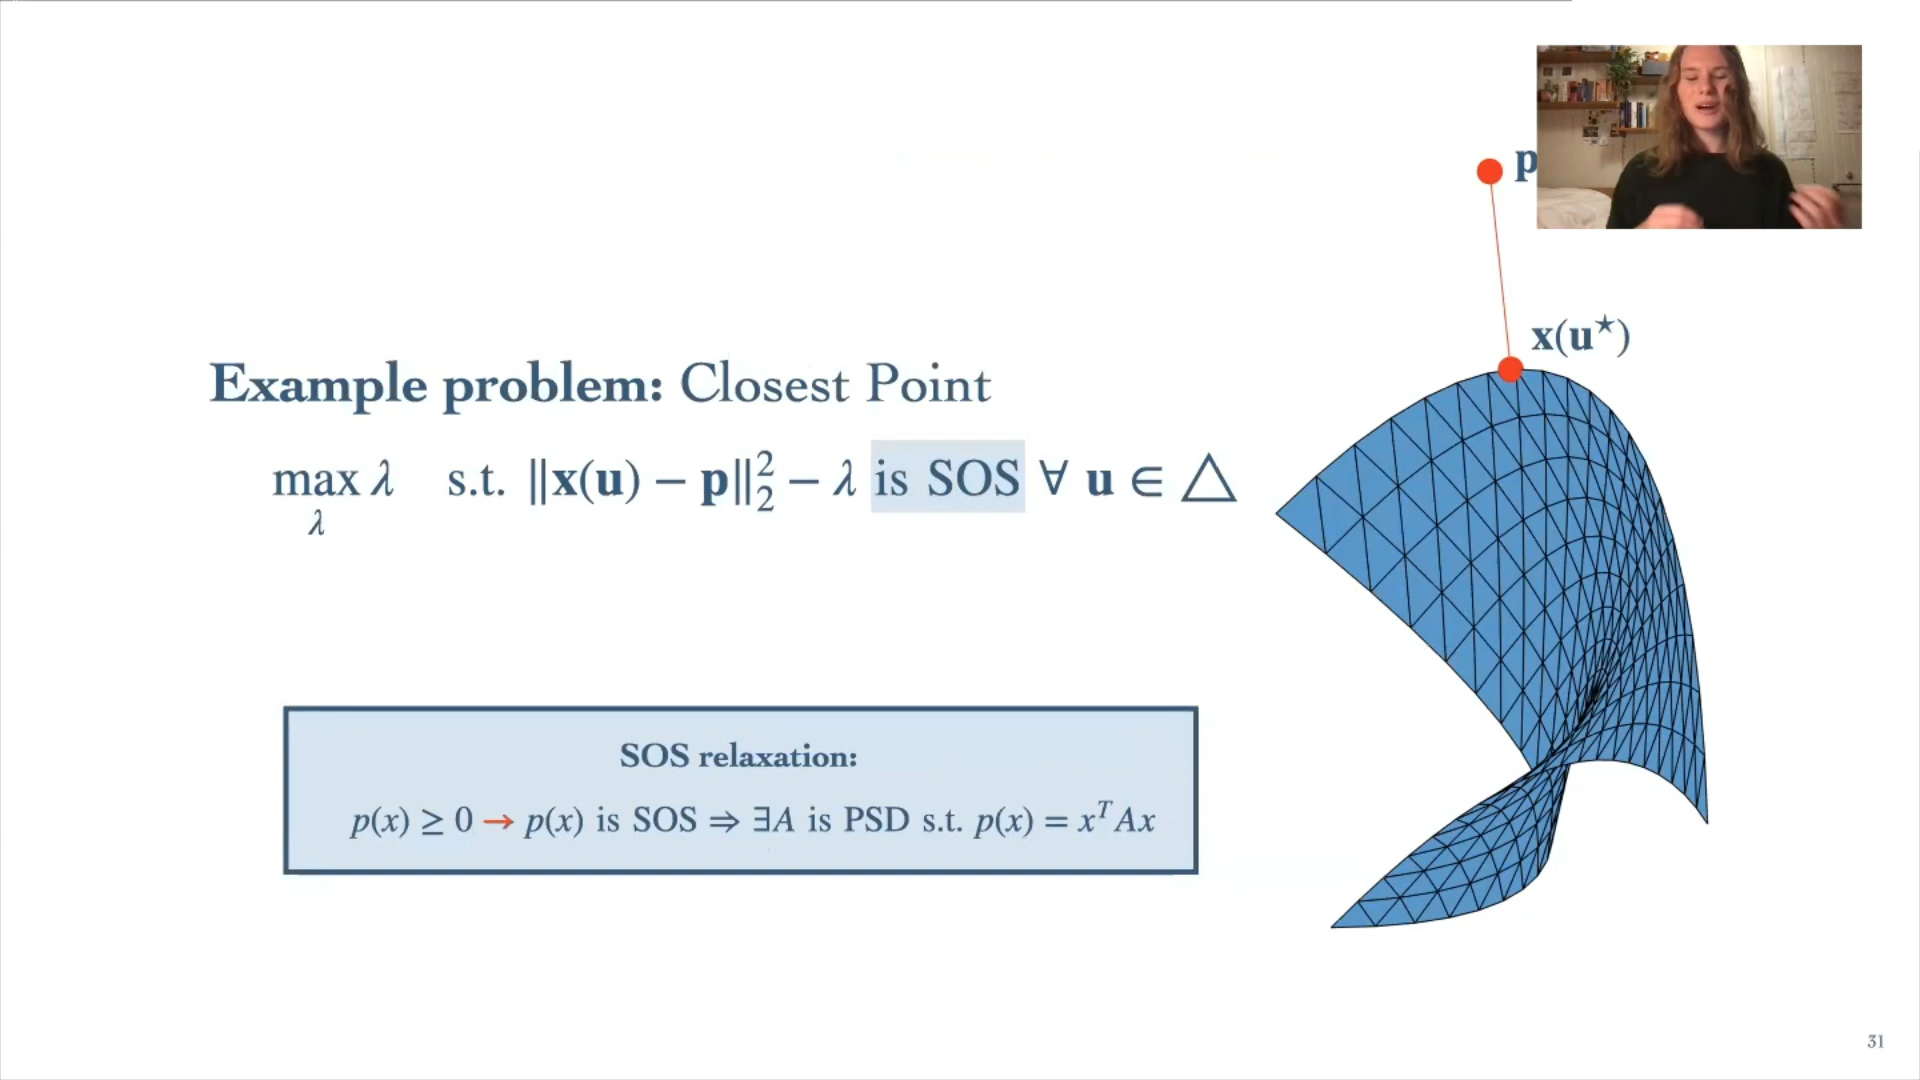 p
x(u⋆)
Example problem: Closest Point
max λ s.t. ‖x(u) − p‖₂² − λ is SOS ∀ u ∈ △
λ
SOS relaxation:
p(x) ≥ 0 → p(x) is SOS ⇒ ∃A is PSD s.t. p(x) = xᵀAx
31